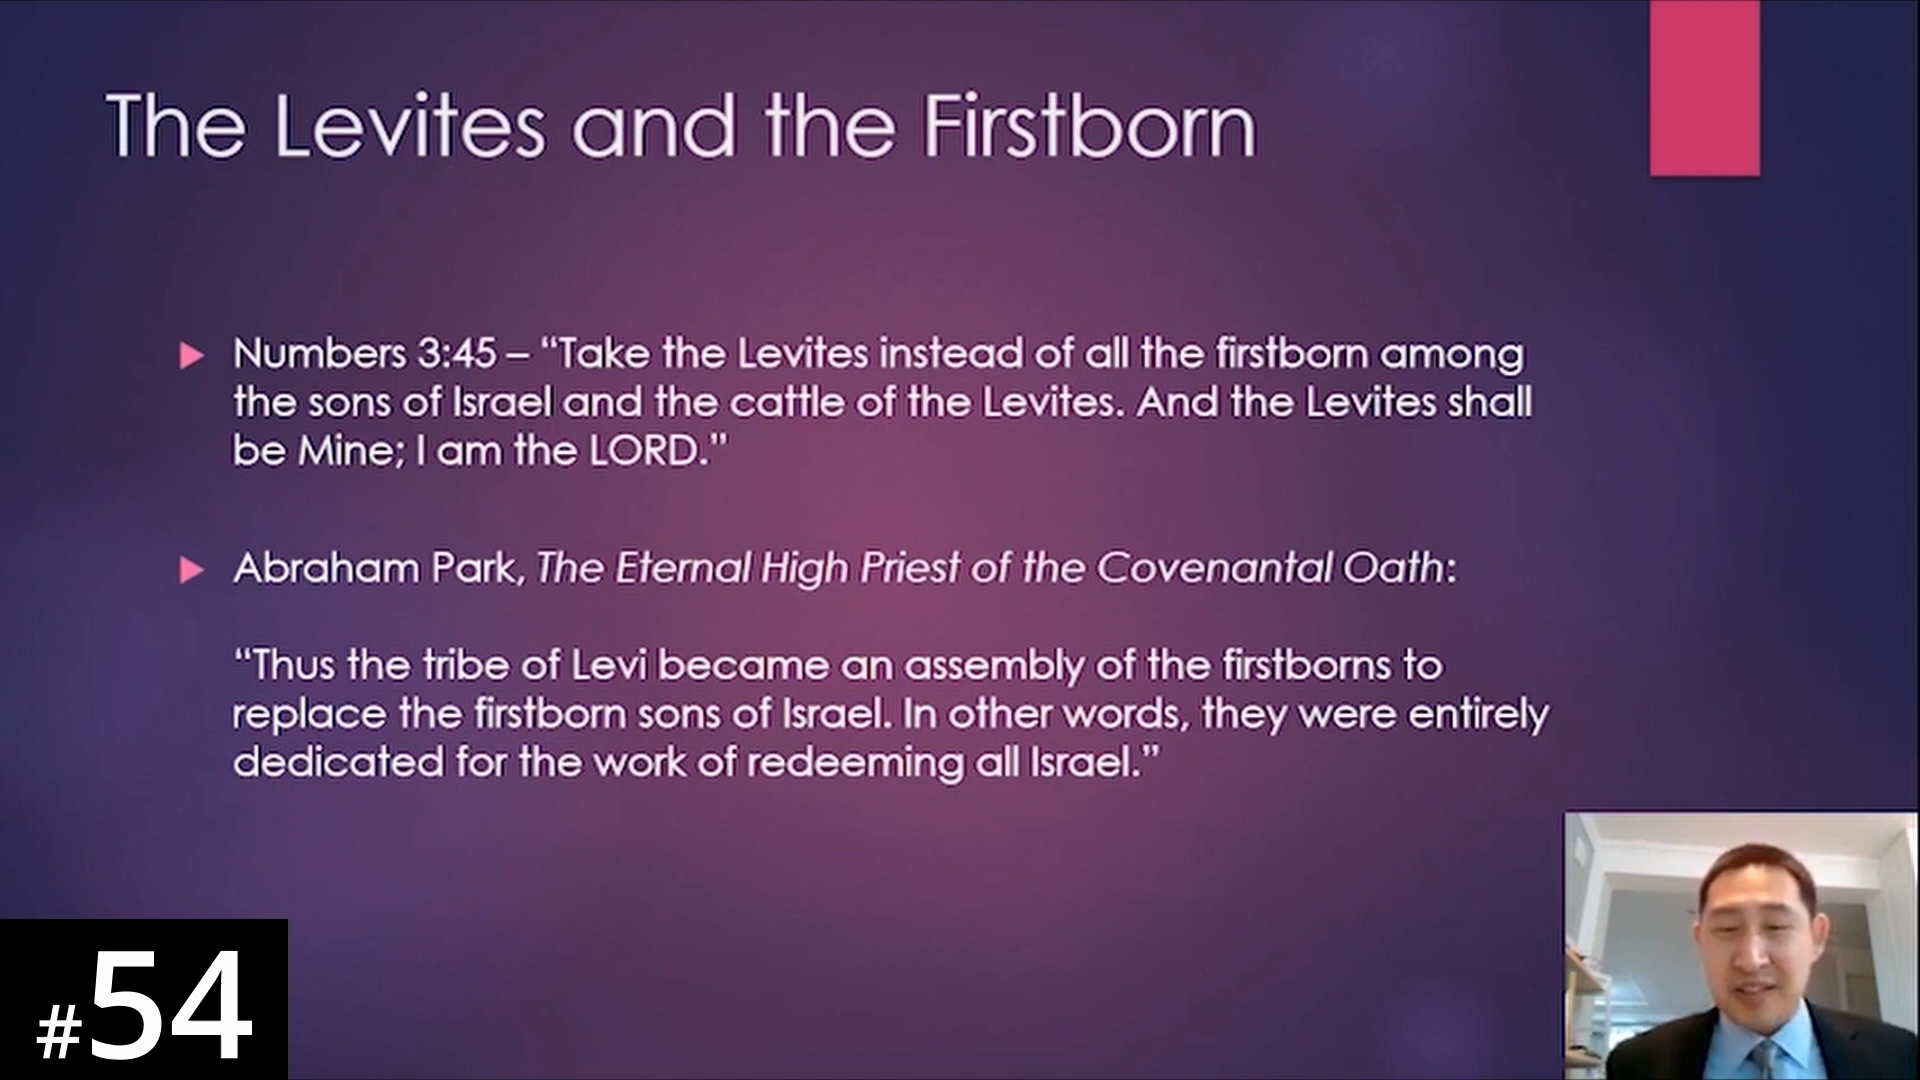 The Levites and the Firstborn
Numbers 3:45 – “Take the Levites instead of all the firstborn among
the sons of Israel and the cattle of the Levites. And the Levites shall
be Mine; I am the LORD.”
Abraham Park, The Eternal High Priest of the Covenantal Oath:
“Thus the tribe of Levi became an assembly of the firstborns to
replace the firstborn sons of Israel. In other words, they were entirely
dedicated for the work of redeeming all Israel.”
#54